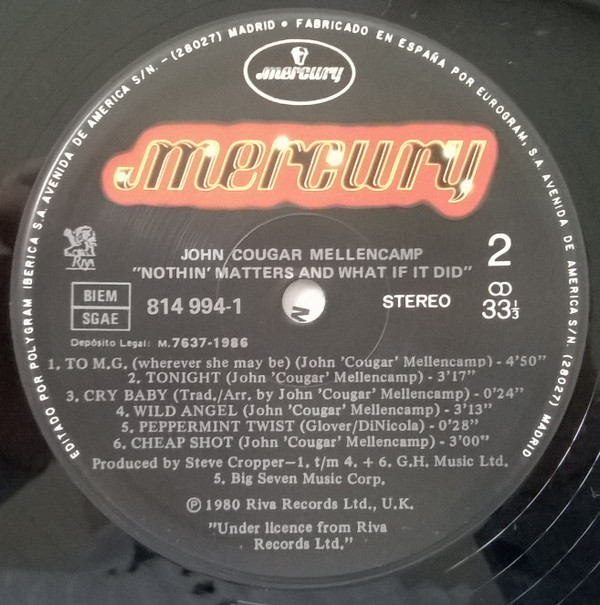 EDITADO POR POLYGRAM IBERICA S.A. AVENIDA DE AMERICA S/N. - (28027) MADRID • FABRICADO EN ESPAÑA POR EUROGRAM, S.A. AVENIDA DE AMERICA S/N. (28027) MADRID
mercury
mercury
Riva
JOHN COUGAR MELLENCAMP
"NOTHIN' MATTERS AND WHAT IF IT DID"
2
BIEM
SGAE
814 994-1
STEREO
33⅓
Depósito Legal: M.7637-1986
1. TO M.G. (wherever she may be) (John 'Cougar' Mellencamp) - 4'50"
2. TONIGHT (John 'Cougar' Mellencamp) - 3'17"
3. CRY BABY (Trad./Arr. by John 'Cougar' Mellencamp) - 0'24"
4. WILD ANGEL (John 'Cougar' Mellencamp) - 3'13"
5. PEPPERMINT TWIST (Glover/DiNicola) - 0'28"
6. CHEAP SHOT (John 'Cougar' Mellencamp) - 3'00"
Produced by Steve Cropper—1. t/m 4. + 6. G.H. Music Ltd.
5. Big Seven Music Corp.
℗ 1980 Riva Records Ltd., U.K.
"Under licence from Riva
Records Ltd."